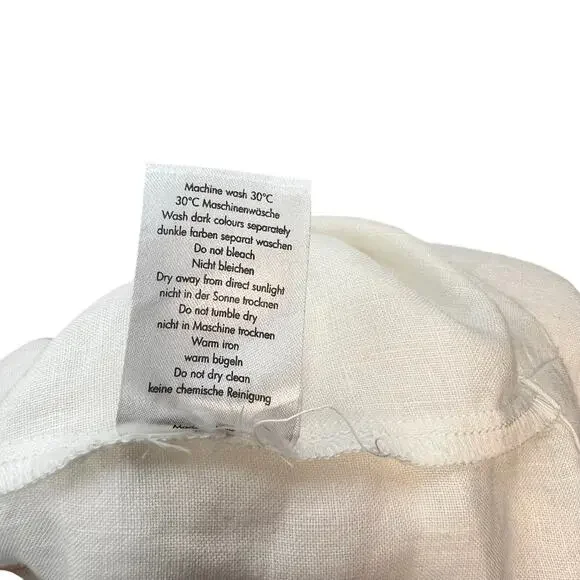 Machine wash 30°C
30°C Maschinenwäsche
Wash dark colours separately
dunkle farben separat waschen
Do not bleach
Nicht bleichen
Dry away from direct sunlight
nicht in der Sonne trocknen
Do not tumble dry
nicht in Maschine trocknen
Warm iron
warm bügeln
Do not dry clean
keine chemische Reinigung